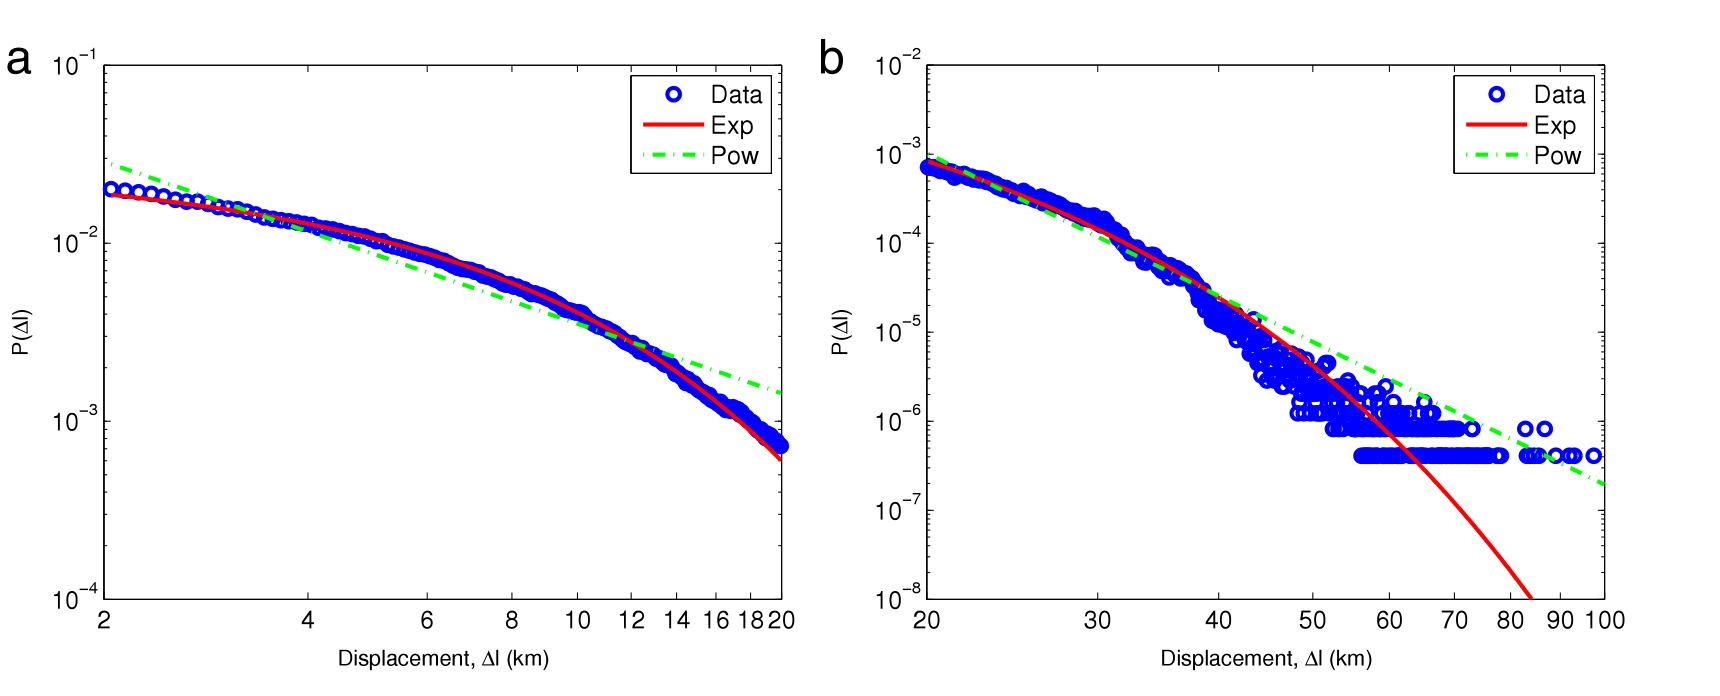 a
10^-1
10^-2
10^-3
10^-4
P(Δl)
2 4 6 8 10 12 14 16 18 20
Displacement, Δl (km)
Data
Exp
Pow
b
10^-2
10^-3
10^-4
10^-5
10^-6
10^-7
10^-8
P(Δl)
20 30 40 50 60 70 80 90 100
Displacement, Δl (km)
Data
Exp
Pow